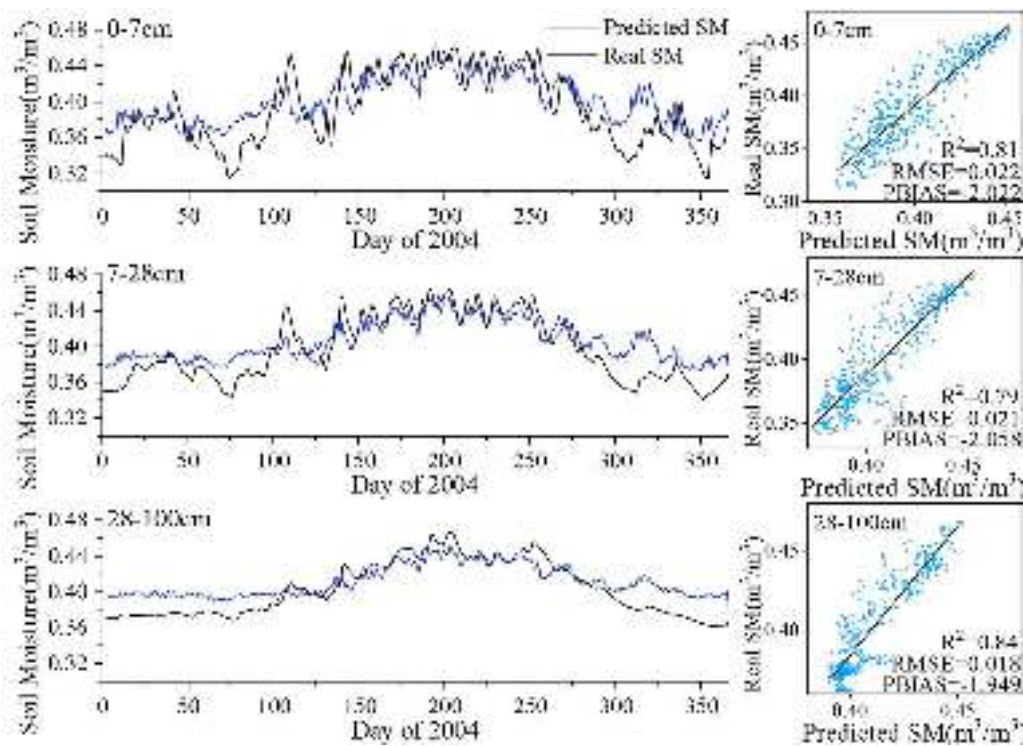 0-7cm
Predicted SM
Real SM
Soil Moisture(m³/m³)
0.48
0.44
0.40
0.36
0.32
0 50 100 150 200 250 300 350
Day of 2004
0-7cm
Real SM(m³/m³)
0.45
0.40
0.35
0.30
R²=0.81
RMSE=0.022
PBIAS=-2.022
0.35 0.40 0.45
Predicted SM(m³/m³)
7-28cm
Soil Moisture(m³/m³)
0.48
0.44
0.40
0.36
0.32
0 50 100 150 200 250 300 350
Day of 2004
7-28cm
Real SM(m³/m³)
0.45
0.40
0.35
R²=0.79
RMSE=0.021
PBIAS=-2.058
0.40 0.45
Predicted SM(m³/m³)
28-100cm
Soil Moisture(m³/m³)
0.48
0.44
0.40
0.36
0.32
0 50 100 150 200 250 300 350
Day of 2004
28-100cm
Real SM(m³/m³)
0.45
0.40
R²=0.84
RMSE=0.018
PBIAS=-1.949
0.40 0.45
Predicted SM(m³/m³)